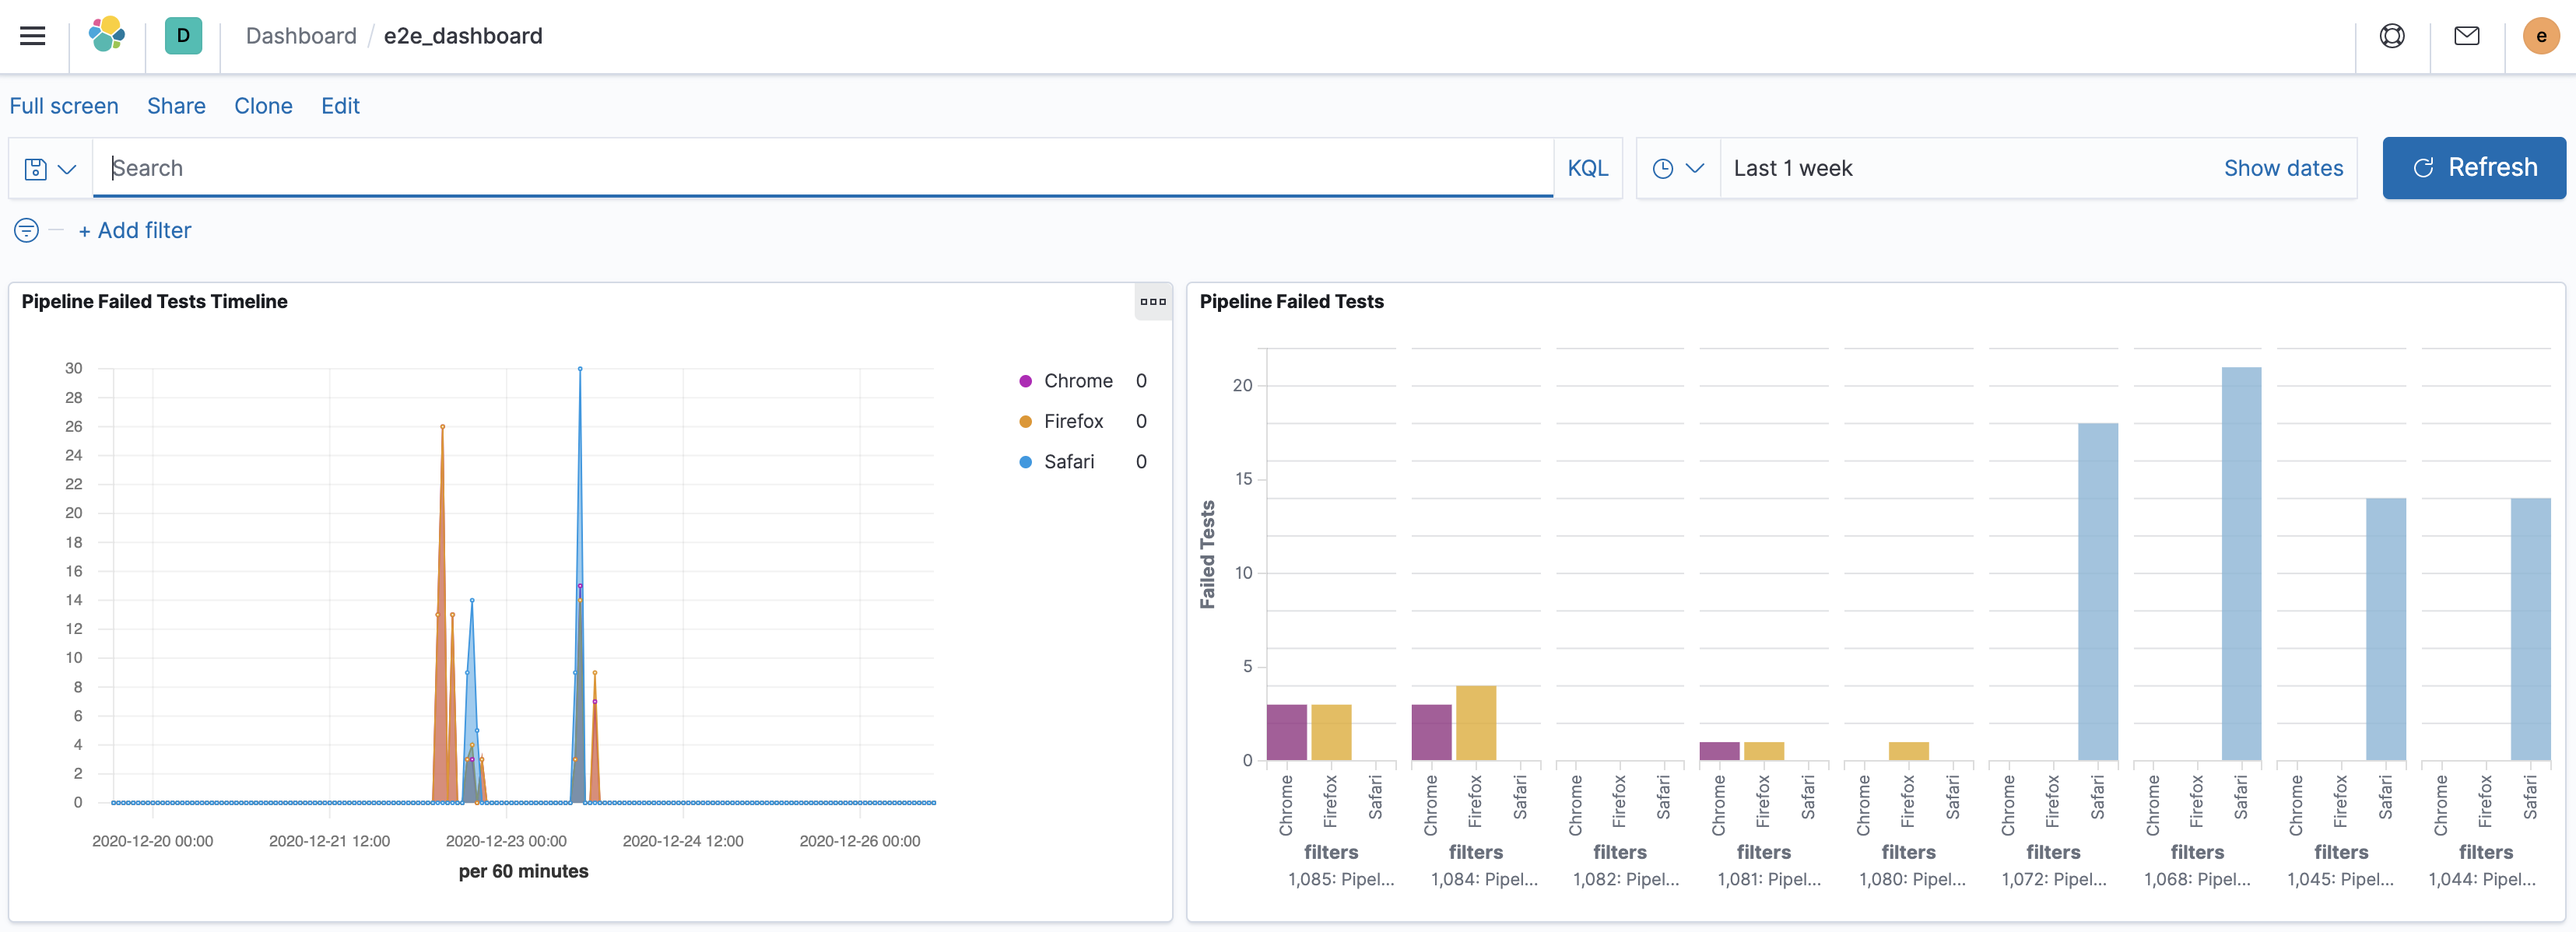 D Dashboard / e2e_dashboard e
Full screen Share Clone Edit
Search KQL Last 1 week Show dates Refresh
+ Add filter
Pipeline Failed Tests Timeline
30
28
26
24
22
20
18
16
14
12
10
8
6
4
2
0
2020-12-20 00:00 2020-12-21 12:00 2020-12-23 00:00 2020-12-24 12:00 2020-12-26 00:00
per 60 minutes
Chrome 0
Firefox 0
Safari 0
Pipeline Failed Tests
Failed Tests
20
15
10
5
0
Chrome Firefox Safari Chrome Firefox Safari Chrome Firefox Safari Chrome Firefox Safari Chrome Firefox Safari Chrome Firefox Safari Chrome Firefox Safari Chrome Firefox Safari Chrome Firefox Safari
filters filters filters filters filters filters filters filters filters
1,085: Pipel... 1,084: Pipel... 1,082: Pipel... 1,081: Pipel... 1,080: Pipel... 1,072: Pipel... 1,068: Pipel... 1,045: Pipel... 1,044: Pipel...